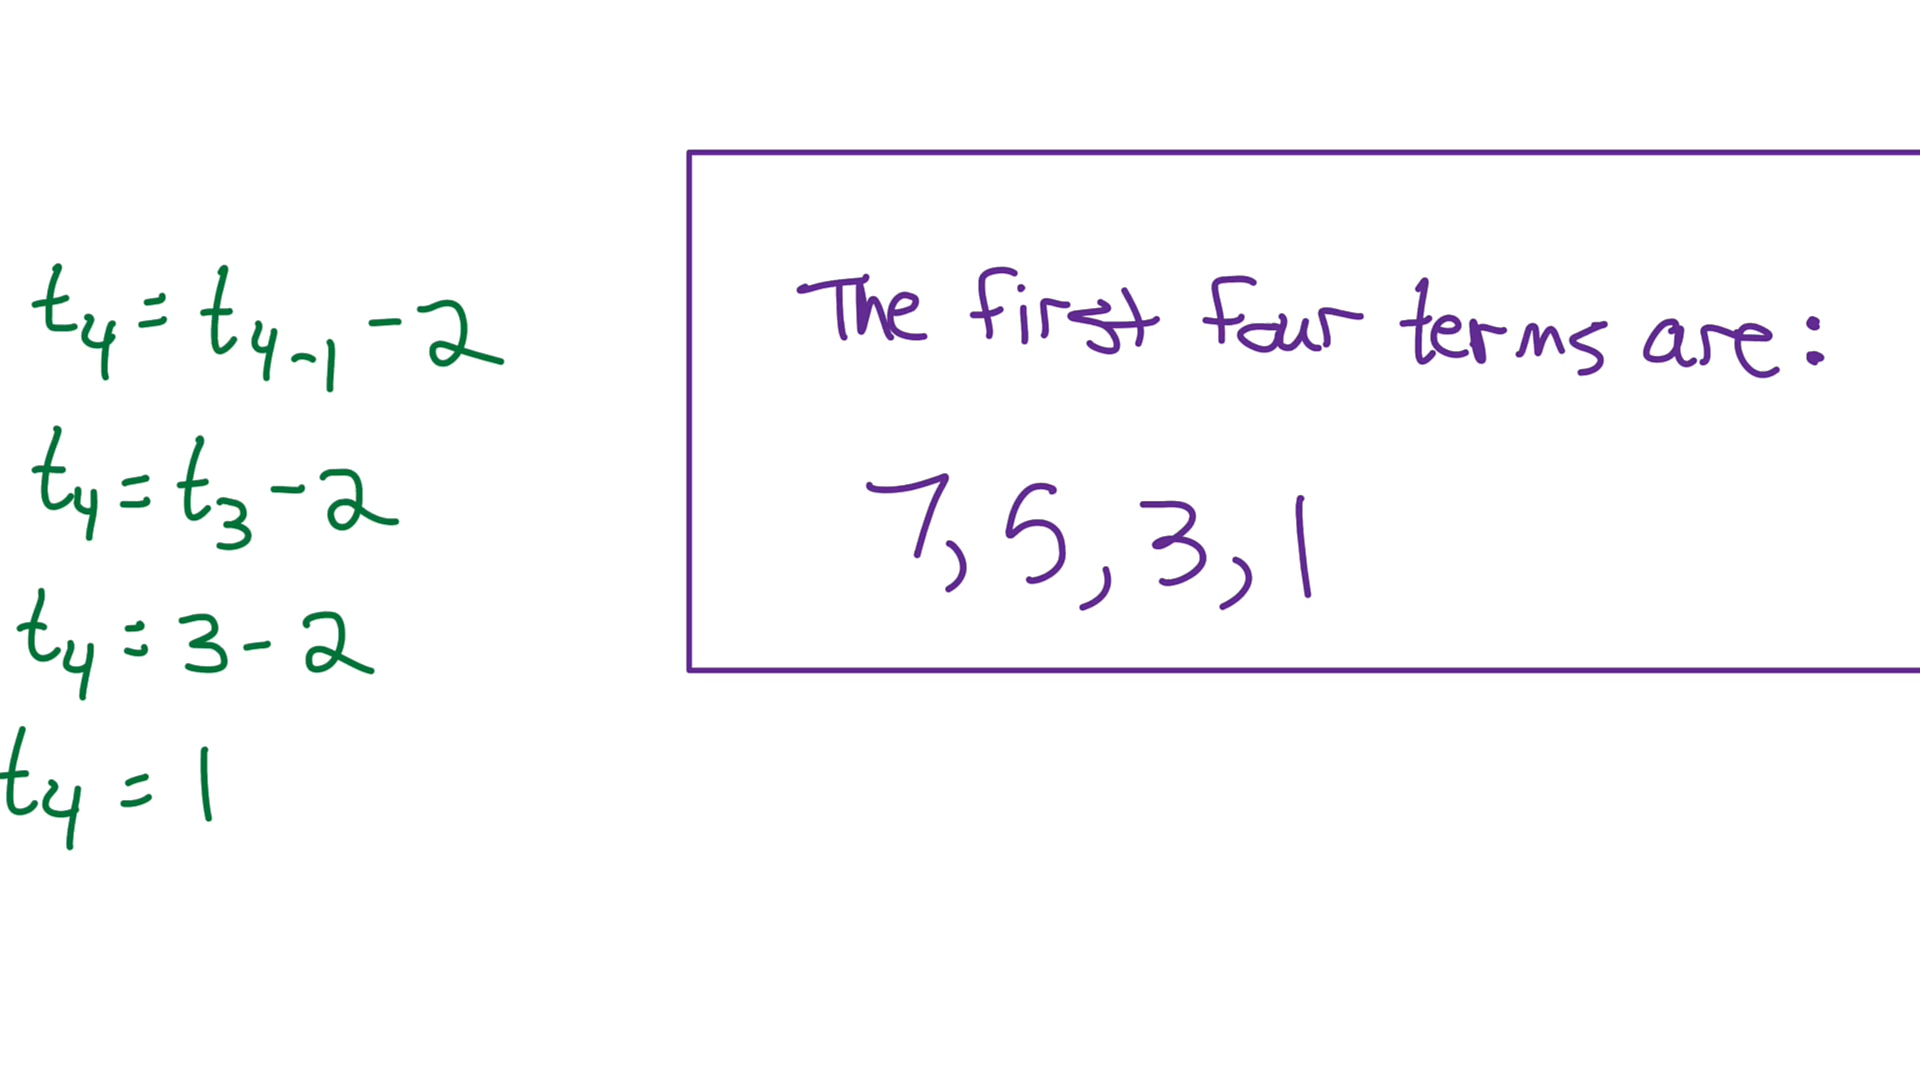 t₄ = t₄₋₁ - 2
t₄ = t₃ - 2
t₄ = 3 - 2
t₄ = 1
The first four terms are:
7, 5, 3, 1